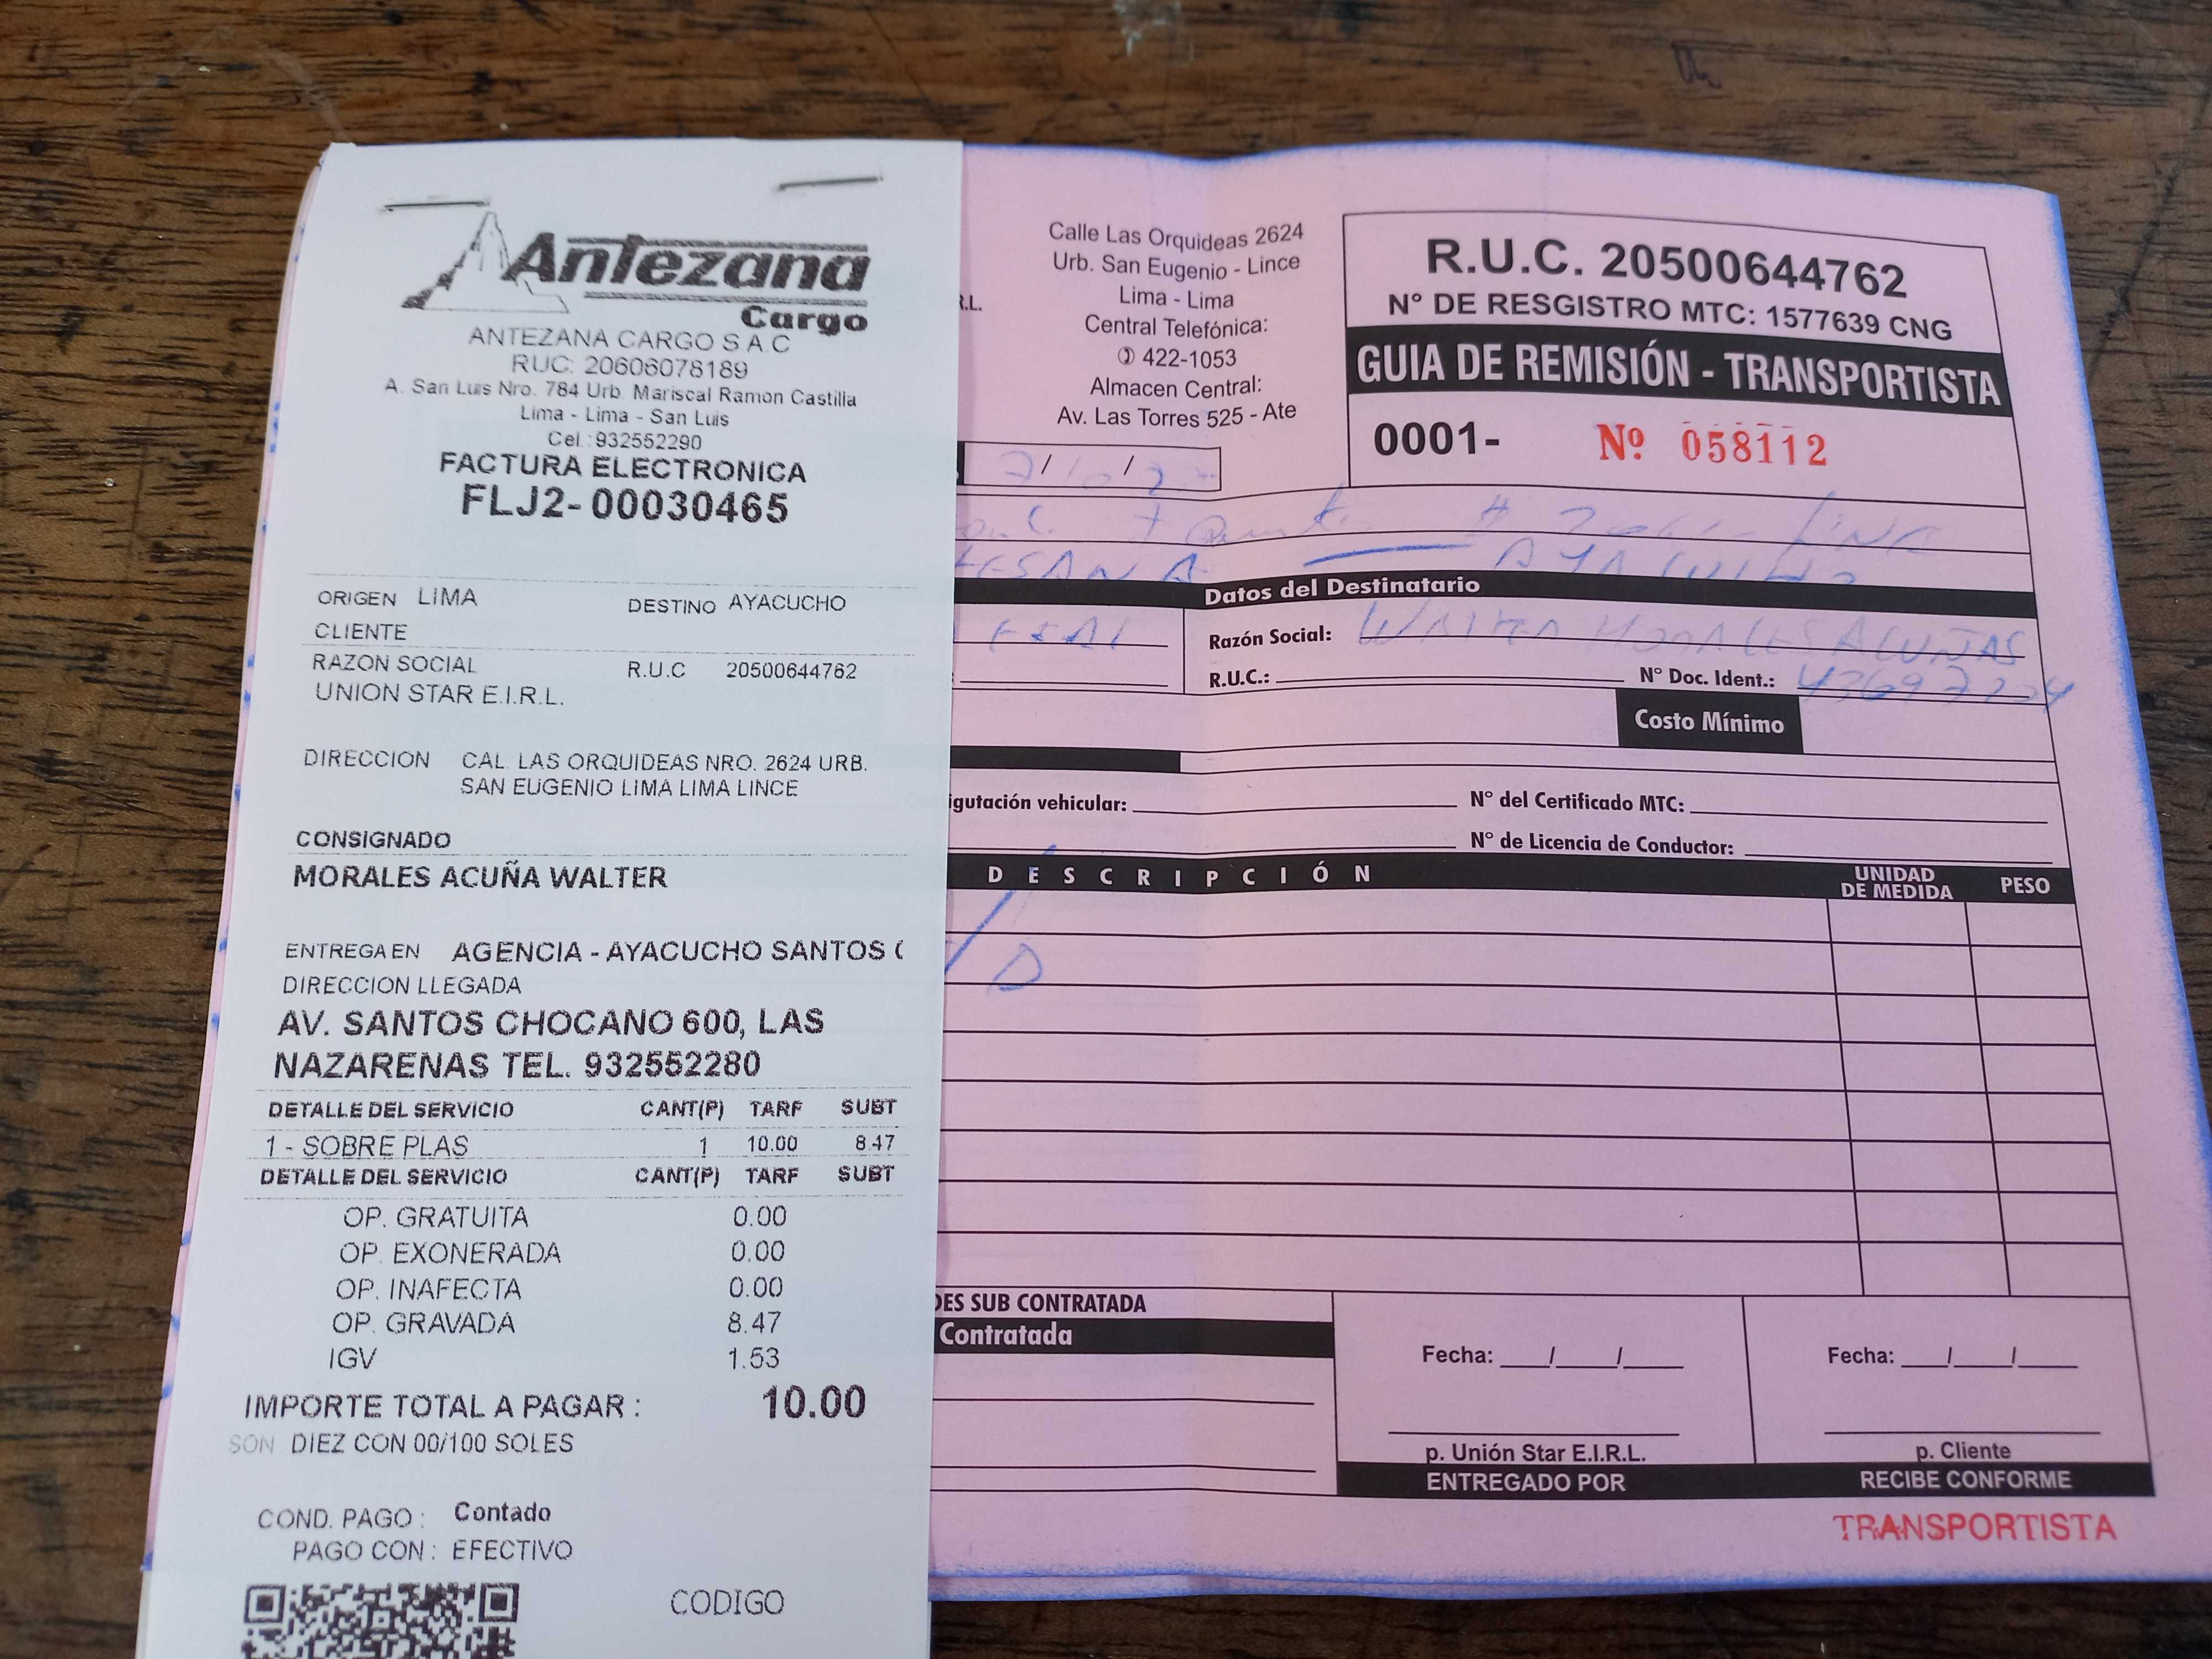 Antezana
Cargo
ANTEZANA CARGO S A.C
RUC: 20606078189
A. San Luis Nro. 784 Urb. Mariscal Ramon Castilla
Lima - Lima - San Luis
Cel.: 932552290
FACTURA ELECTRONICA
FLJ2- 00030465
ORIGEN LIMA DESTINO AYACUCHO
CLIENTE
RAZON SOCIAL R.U.C 20500644762
UNION STAR E.I.R.L.
DIRECCION CAL. LAS ORQUIDEAS NRO. 2624 URB.
SAN EUGENIO LIMA LIMA LINCE
CONSIGNADO
MORALES ACUÑA WALTER
ENTREGA EN AGENCIA - AYACUCHO SANTOS
DIRECCION LLEGADA
AV. SANTOS CHOCANO 600, LAS
NAZARENAS TEL. 932552280
DETALLE DEL SERVICIO CANT(P) TARF SUBT
1 - SOBRE PLAS 1 10.00 8.47
DETALLE DEL SERVICIO CANT(P) TARF SUBT
OP. GRATUITA 0.00
OP. EXONERADA 0.00
OP. INAFECTA 0.00
OP. GRAVADA 8.47
IGV 1.53
IMPORTE TOTAL A PAGAR : 10.00
SON DIEZ CON 00/100 SOLES
COND. PAGO : Contado
PAGO CON : EFECTIVO
CODIGO
R.L.
Calle Las Orquideas 2624
Urb. San Eugenio - Lince
Lima - Lima
Central Telefónica:
422-1053
Almacen Central:
Av. Las Torres 525 - Ate
R.U.C. 20500644762
N° DE RESGISTRO MTC: 1577639 CNG
GUIA DE REMISIÓN - TRANSPORTISTA
0001- Nº 058112
AYACUCHO
Datos del Destinatario
Razón Social: WALTER MORALES ACUÑAS
R.U.C.: N° Doc. Ident.:
Costo Mínimo
igutación vehicular: N° del Certificado MTC:
N° de Licencia de Conductor:
DESCRIPCIÓN UNIDAD DE MEDIDA PESO
DES SUB CONTRATADA
Contratada
Fecha: / / Fecha: / /
p. Unión Star E.I.R.L. p. Cliente
ENTREGADO POR RECIBE CONFORME
TRANSPORTISTA